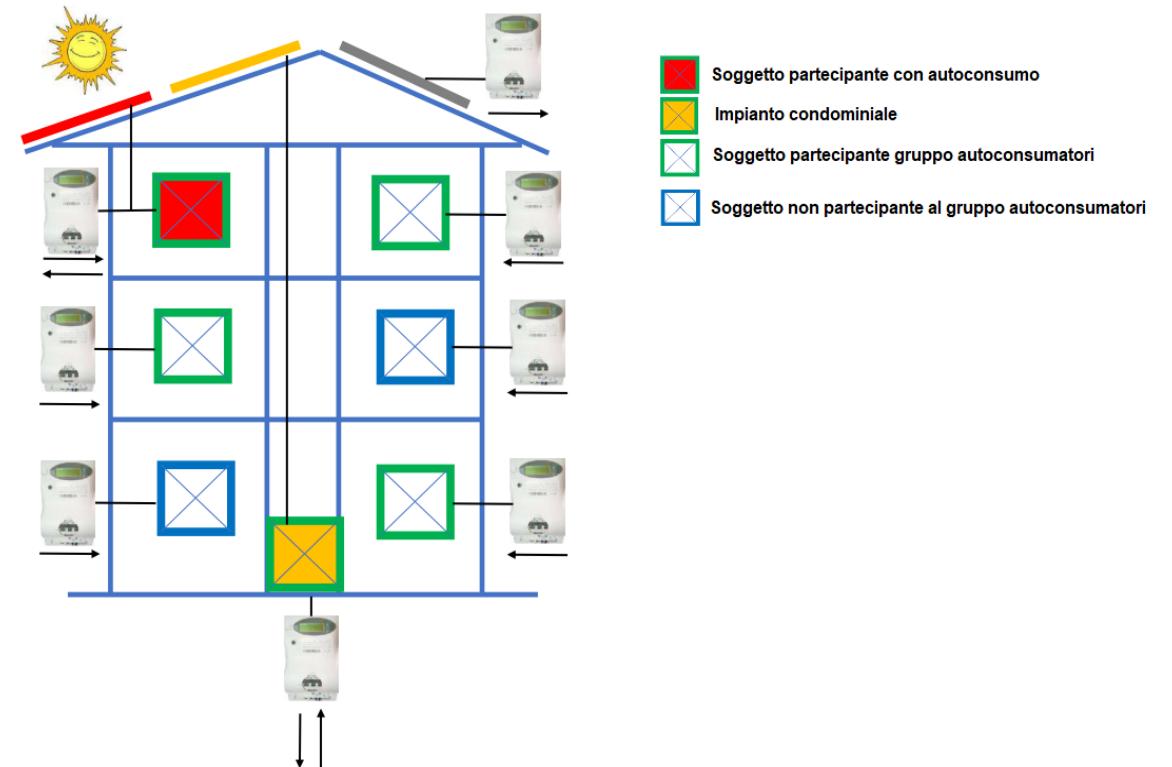 Soggetto partecipante con autoconsumo
Impianto condominiale
Soggetto partecipante gruppo autoconsumatori
Soggetto non partecipante al gruppo autoconsumatori